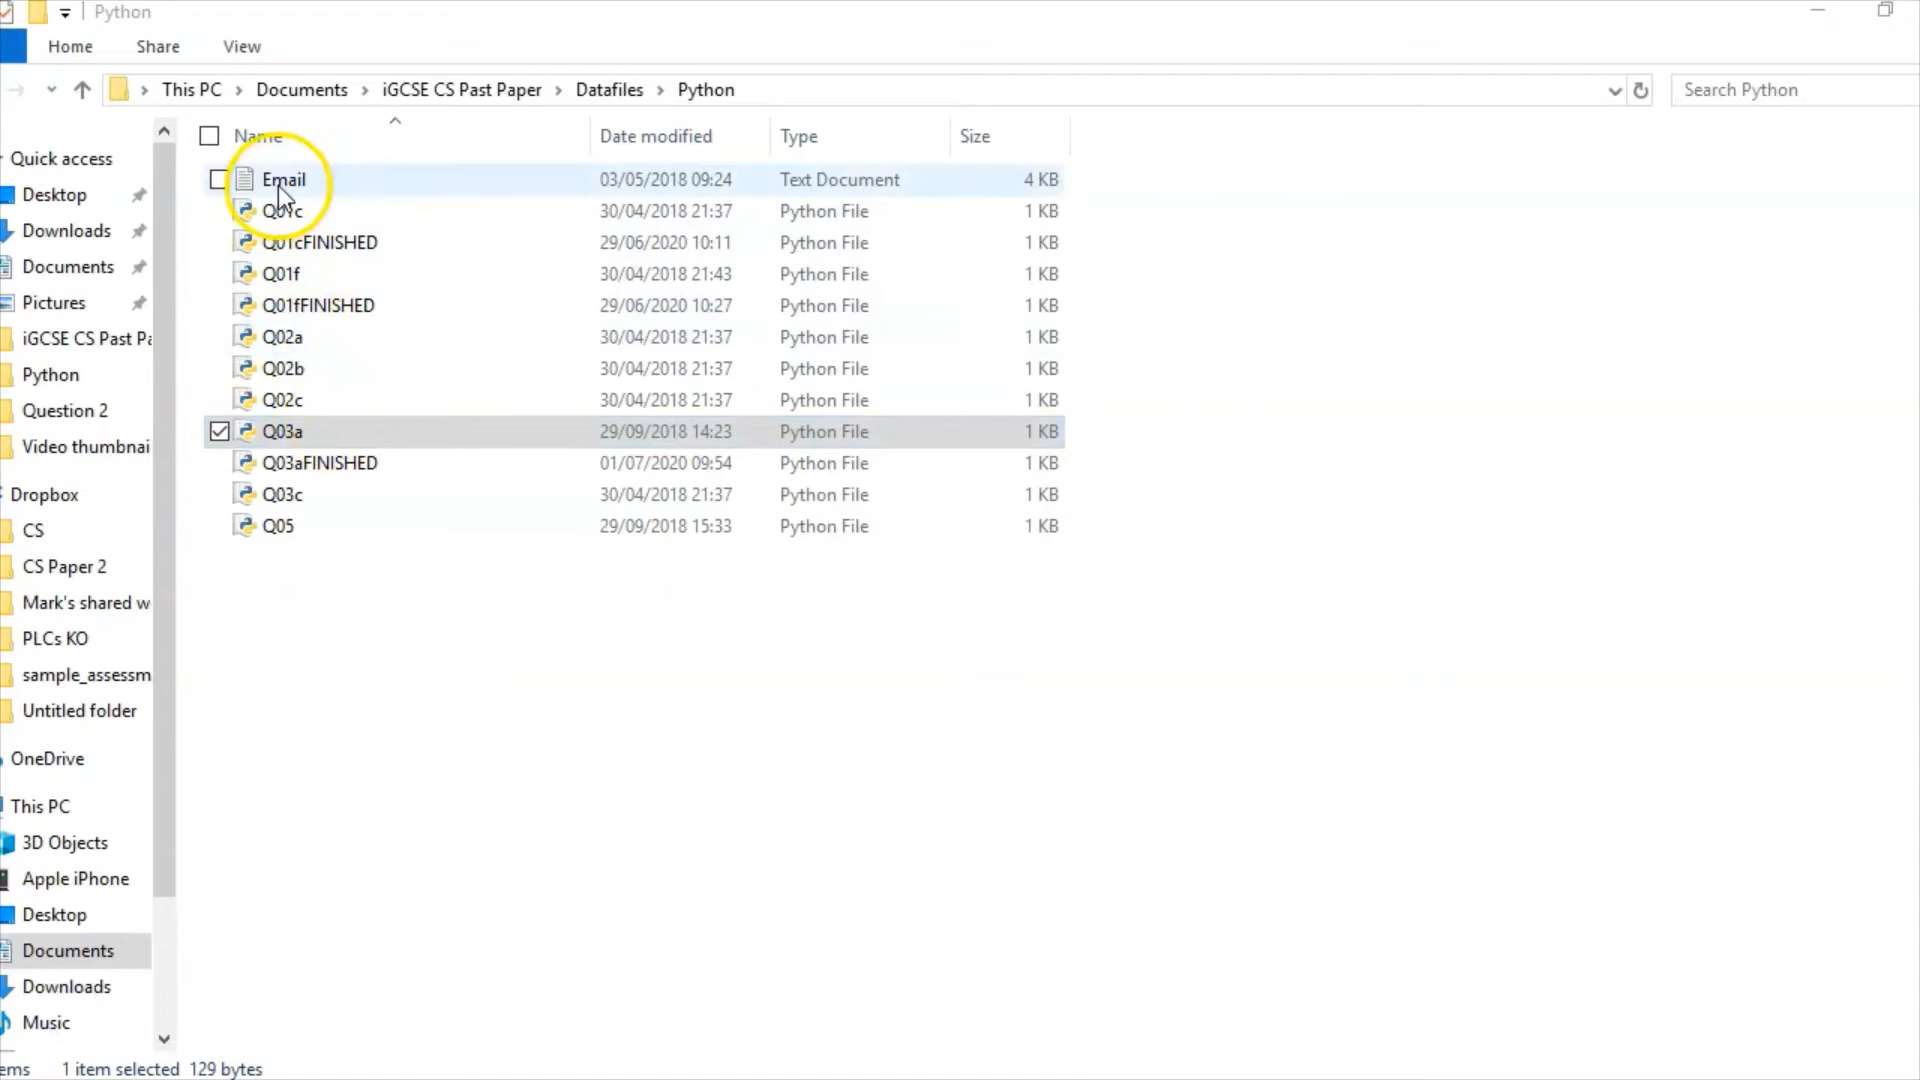 Python
Home Share View
This PC Documents iGCSE CS Past Paper Datafiles Python Search Python
Name Date modified Type Size
Email 03/05/2018 09:24 Text Document 4 KB
Q01c 30/04/2018 21:37 Python File 1 KB
Q01cFINISHED 29/06/2020 10:11 Python File 1 KB
Q01f 30/04/2018 21:43 Python File 1 KB
Q01fFINISHED 29/06/2020 10:27 Python File 1 KB
Q02a 30/04/2018 21:37 Python File 1 KB
Q02b 30/04/2018 21:37 Python File 1 KB
Q02c 30/04/2018 21:37 Python File 1 KB
Q03a 29/09/2018 14:23 Python File 1 KB
Q03aFINISHED 01/07/2020 09:54 Python File 1 KB
Q03c 30/04/2018 21:37 Python File 1 KB
Q05 29/09/2018 15:33 Python File 1 KB
Quick access
Desktop
Downloads
Documents
Pictures
iGCSE CS Past Pa
Python
Question 2
Video thumbnai
Dropbox
CS
CS Paper 2
Mark's shared w
PLCs KO
sample_assessm
Untitled folder
OneDrive
This PC
3D Objects
Apple iPhone
Desktop
Documents
Downloads
Music
ems 1 item selected 129 bytes